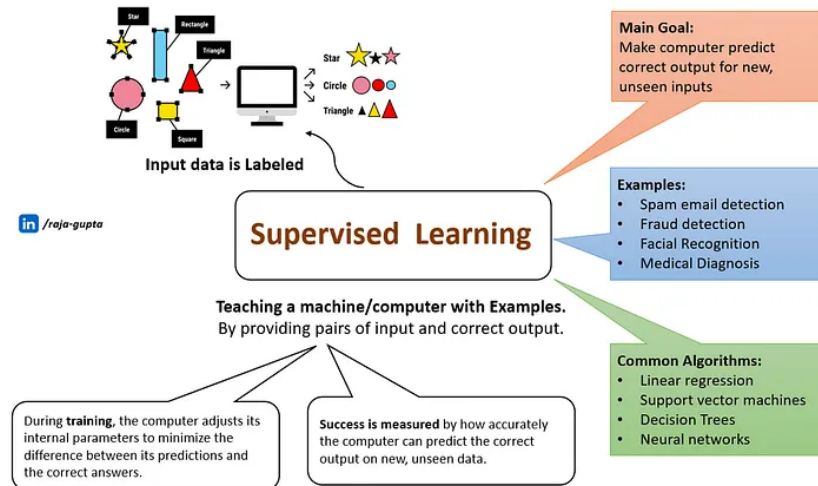 Star
Rectangle
Triangle
Circle
Square
Star
Circle
Triangle
Input data is Labeled
Main Goal:
Make computer predict
correct output for new,
unseen inputs
in /raja-gupta
Supervised Learning
Examples:
• Spam email detection
• Fraud detection
• Facial Recognition
• Medical Diagnosis
Teaching a machine/computer with Examples.
By providing pairs of input and correct output.
Common Algorithms:
• Linear regression
• Support vector machines
• Decision Trees
• Neural networks
During training, the computer adjusts its
internal parameters to minimize the
difference between its predictions and
the correct answers.
Success is measured by how accurately
the computer can predict the correct
output on new, unseen data.